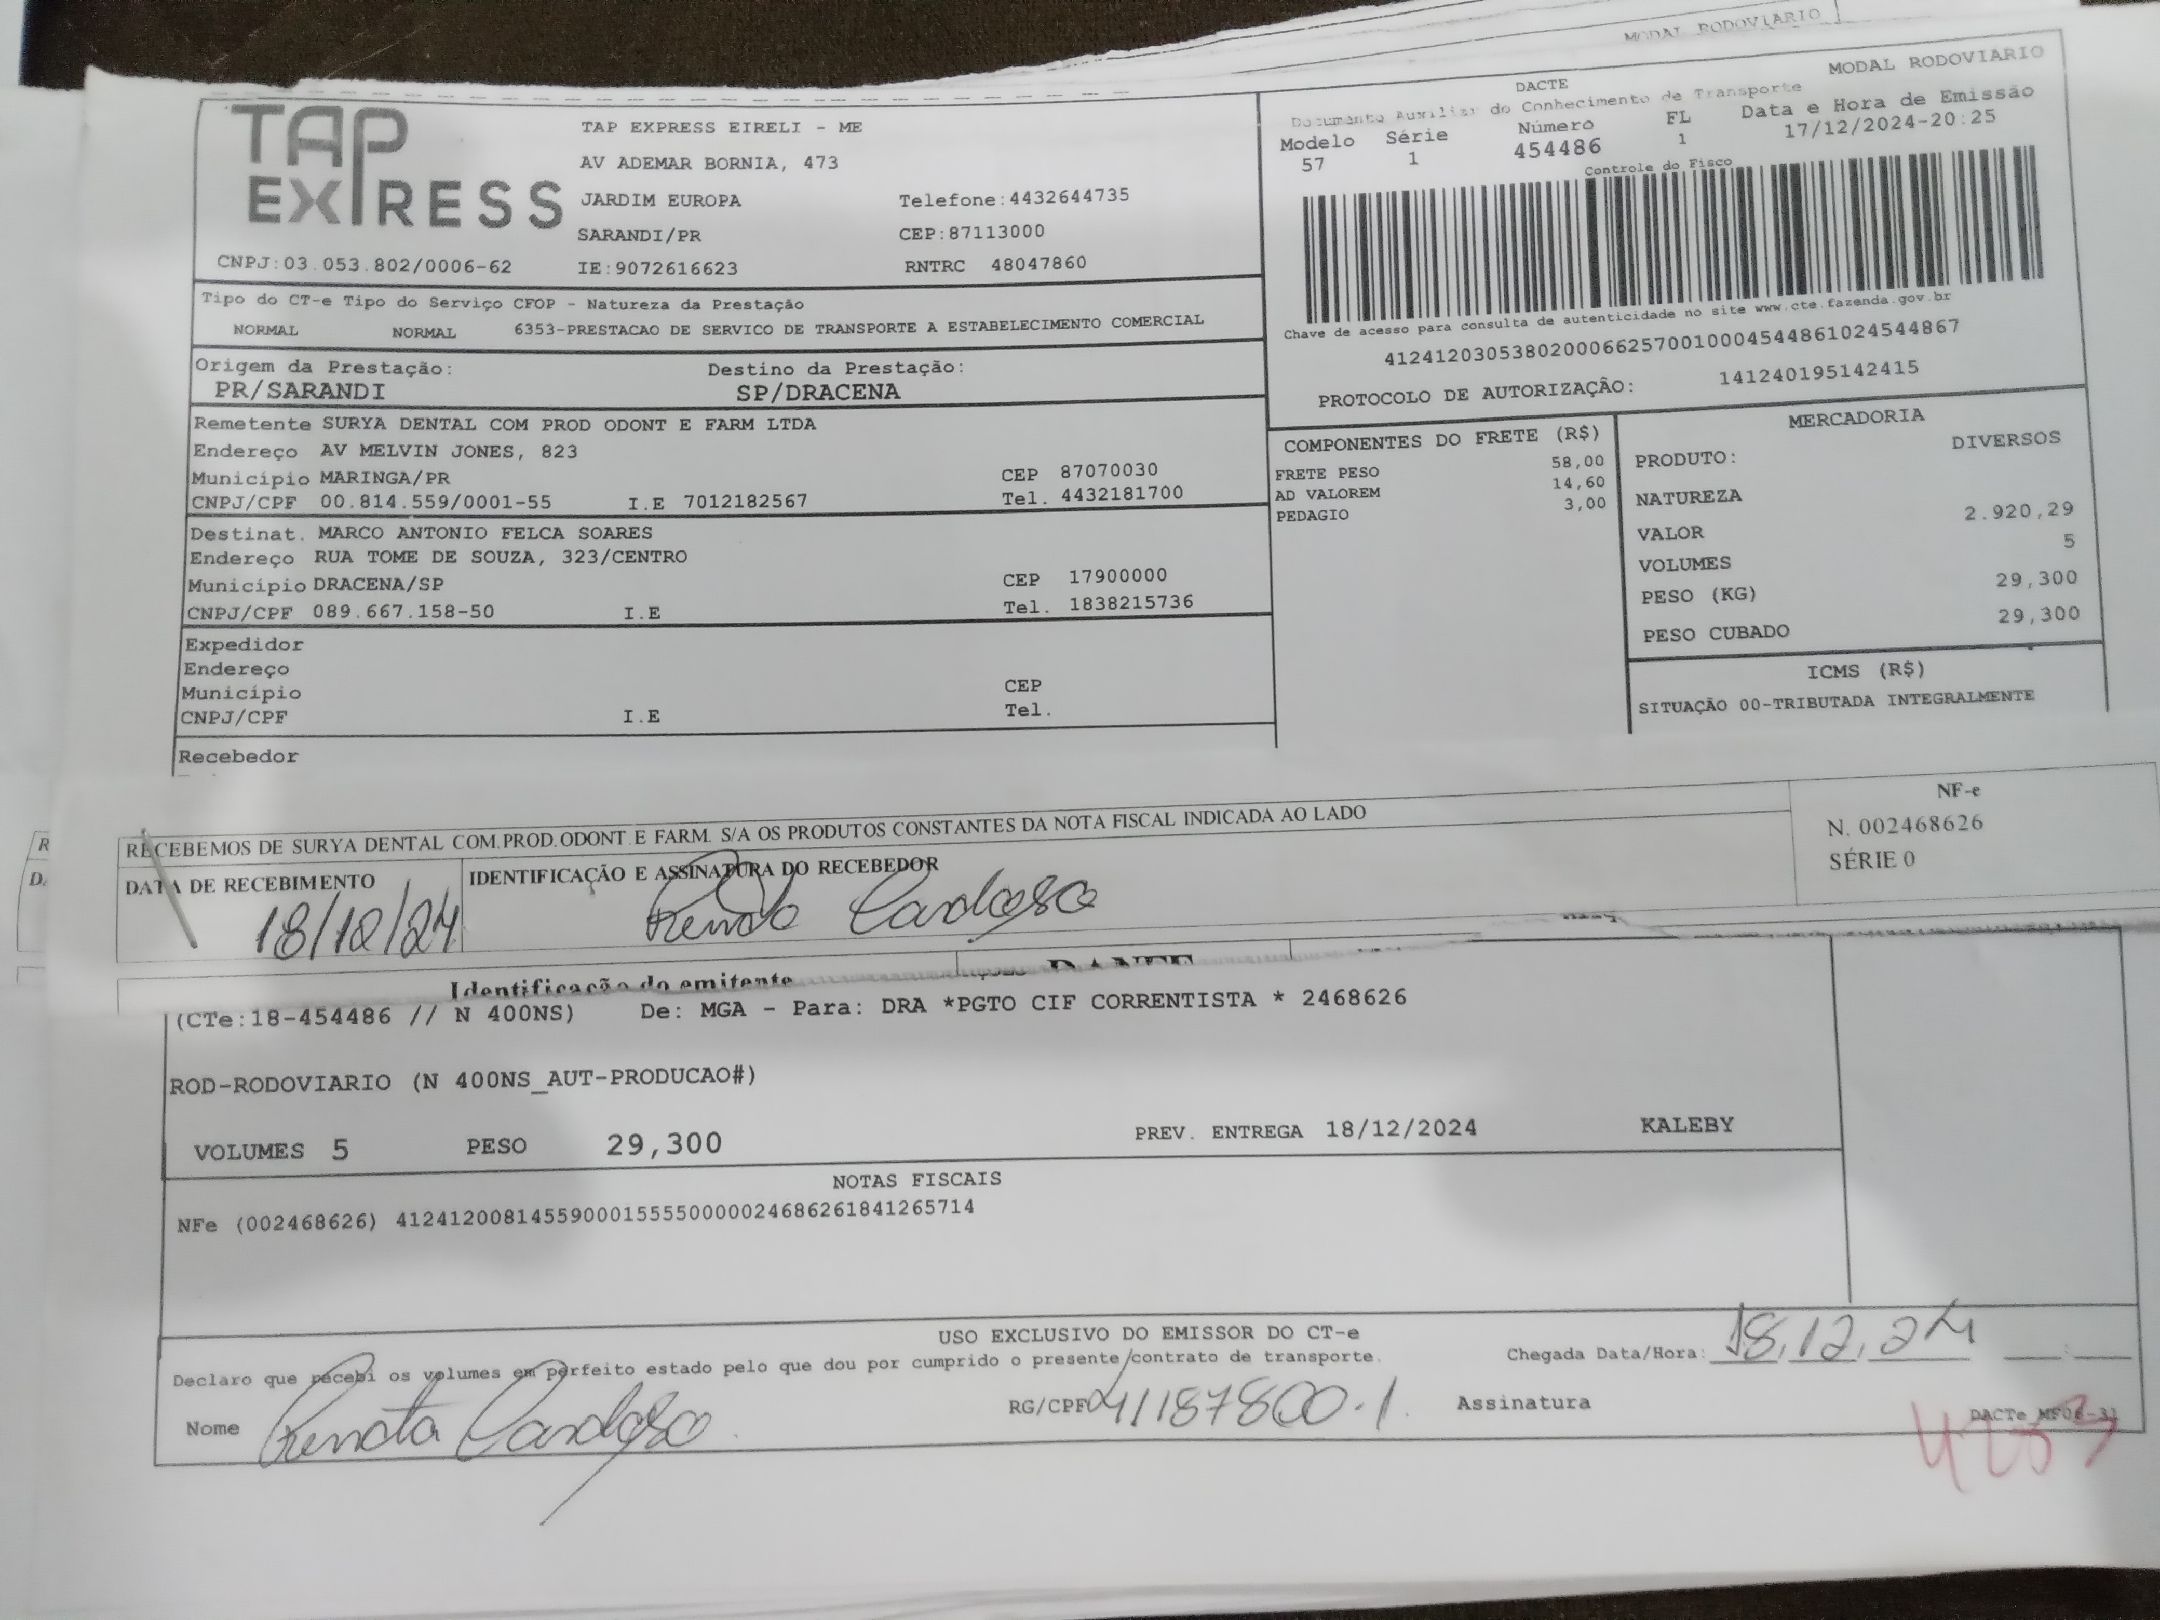 MODAL RODOVIARIO
TAP EXPRESS
TAP EXPRESS EIRELI - ME
AV ADEMAR BORNIA, 473
JARDIM EUROPA Telefone:4432644735
SARANDI/PR CEP:87113000
CNPJ:03.053.802/0006-62 IE:9072616623 RNTRC 48047860
DACTE MODAL RODOVIARIO
Documento Auxiliar do Conhecimento de Transporte
Modelo Série Número FL Data e Hora de Emissão
57 1 454486 1 17/12/2024-20:25
Controle do Fisco
Chave de acesso para consulta de autenticidade no site www.cte.fazenda.gov.br
41241203053802000662570010004544861024544867
PROTOCOLO DE AUTORIZAÇÃO: 141240195142415
Tipo do CT-e Tipo do Serviço CFOP - Natureza da Prestação
NORMAL NORMAL 6353-PRESTACAO DE SERVICO DE TRANSPORTE A ESTABELECIMENTO COMERCIAL
Origem da Prestação: Destino da Prestação:
PR/SARANDI SP/DRACENA
Remetente SURYA DENTAL COM PROD ODONT E FARM LTDA
Endereço AV MELVIN JONES, 823
Município MARINGA/PR CEP 87070030
CNPJ/CPF 00.814.559/0001-55 I.E 7012182567 Tel. 4432181700
Destinat. MARCO ANTONIO FELCA SOARES
Endereço RUA TOME DE SOUZA, 323/CENTRO
Município DRACENA/SP CEP 17900000
CNPJ/CPF 089.667.158-50 I.E Tel. 1838215736
Expedidor
Endereço
Município CEP
CNPJ/CPF I.E Tel.
Recebedor
COMPONENTES DO FRETE (R$)
FRETE PESO 58,00
AD VALOREM 14,60
PEDAGIO 3,00
MERCADORIA
PRODUTO: DIVERSOS
NATUREZA
VALOR 2.920,29
VOLUMES 5
PESO (KG) 29,300
PESO CUBADO 29,300
ICMS (R$)
SITUAÇÃO 00-TRIBUTADA INTEGRALMENTE
RECEBEMOS DE SURYA DENTAL COM.PROD.ODONT E FARM. S/A OS PRODUTOS CONSTANTES DA NOTA FISCAL INDICADA AO LADO
NF-e
N. 002468626
SÉRIE 0
DATA DE RECEBIMENTO IDENTIFICAÇÃO E ASSINATURA DO RECEBEDOR
18/12/24 Renata Cardoso
Identificação do emitente DANFE
(CTe:18-454486 // N 400NS) De: MGA - Para: DRA *PGTO CIF CORRENTISTA * 2468626
ROD-RODOVIARIO (N 400NS_AUT-PRODUCAO#)
VOLUMES 5 PESO 29,300 PREV. ENTREGA 18/12/2024 KALEBY
NOTAS FISCAIS
NFe (002468626) 41241200814559000155550000024686261841265714
USO EXCLUSIVO DO EMISSOR DO CT-e
Declaro que recebi os volumes em perfeito estado pelo que dou por cumprido o presente contrato de transporte. Chegada Data/Hora: 18,12,24
Nome Renata Cardoso RG/CPF 41187800-1. Assinatura